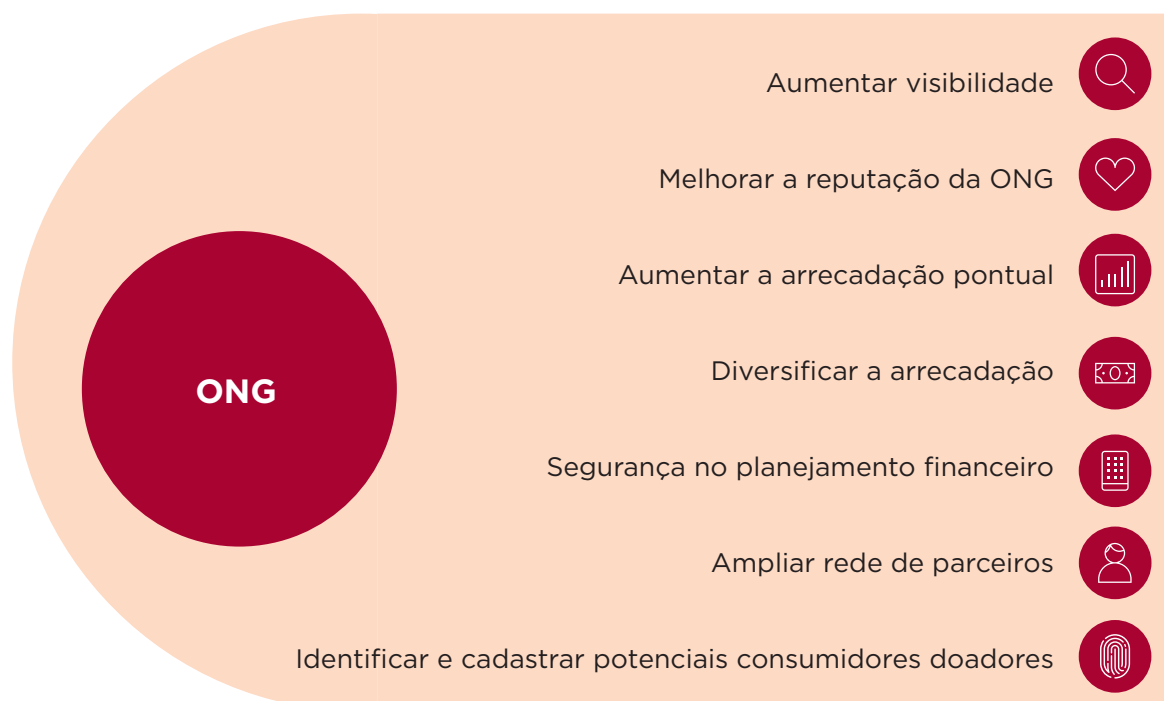 Aumentar visibilidade
Melhorar a reputação da ONG
Aumentar a arrecadação pontual
Diversificar a arrecadação
ONG
Segurança no planejamento financeiro
Ampliar rede de parceiros
Identificar e cadastrar potenciais consumidores doadores